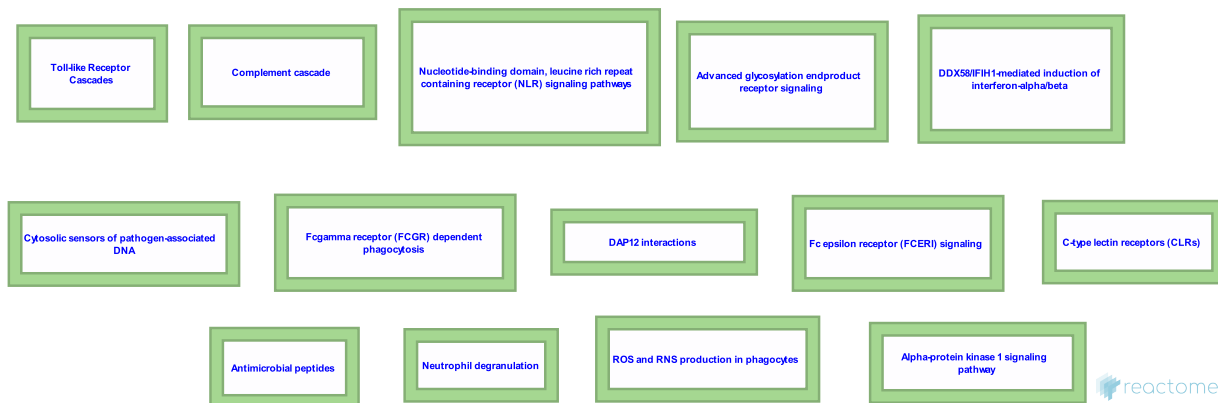 Toll-like Receptor
Cascades
Complement cascade
Nucleotide-binding domain, leucine rich repeat
containing receptor (NLR) signaling pathways
Advanced glycosylation endproduct
receptor signaling
DDX58/IFIH1-mediated induction of
interferon-alpha/beta
Cytosolic sensors of pathogen-associated
DNA
Fcgamma receptor (FCGR) dependent
phagocytosis
DAP12 interactions
Fc epsilon receptor (FCERI) signaling
C-type lectin receptors (CLRs)
Antimicrobial peptides
Neutrophil degranulation
ROS and RNS production in phagocytes
Alpha-protein kinase 1 signaling
pathway
reactome